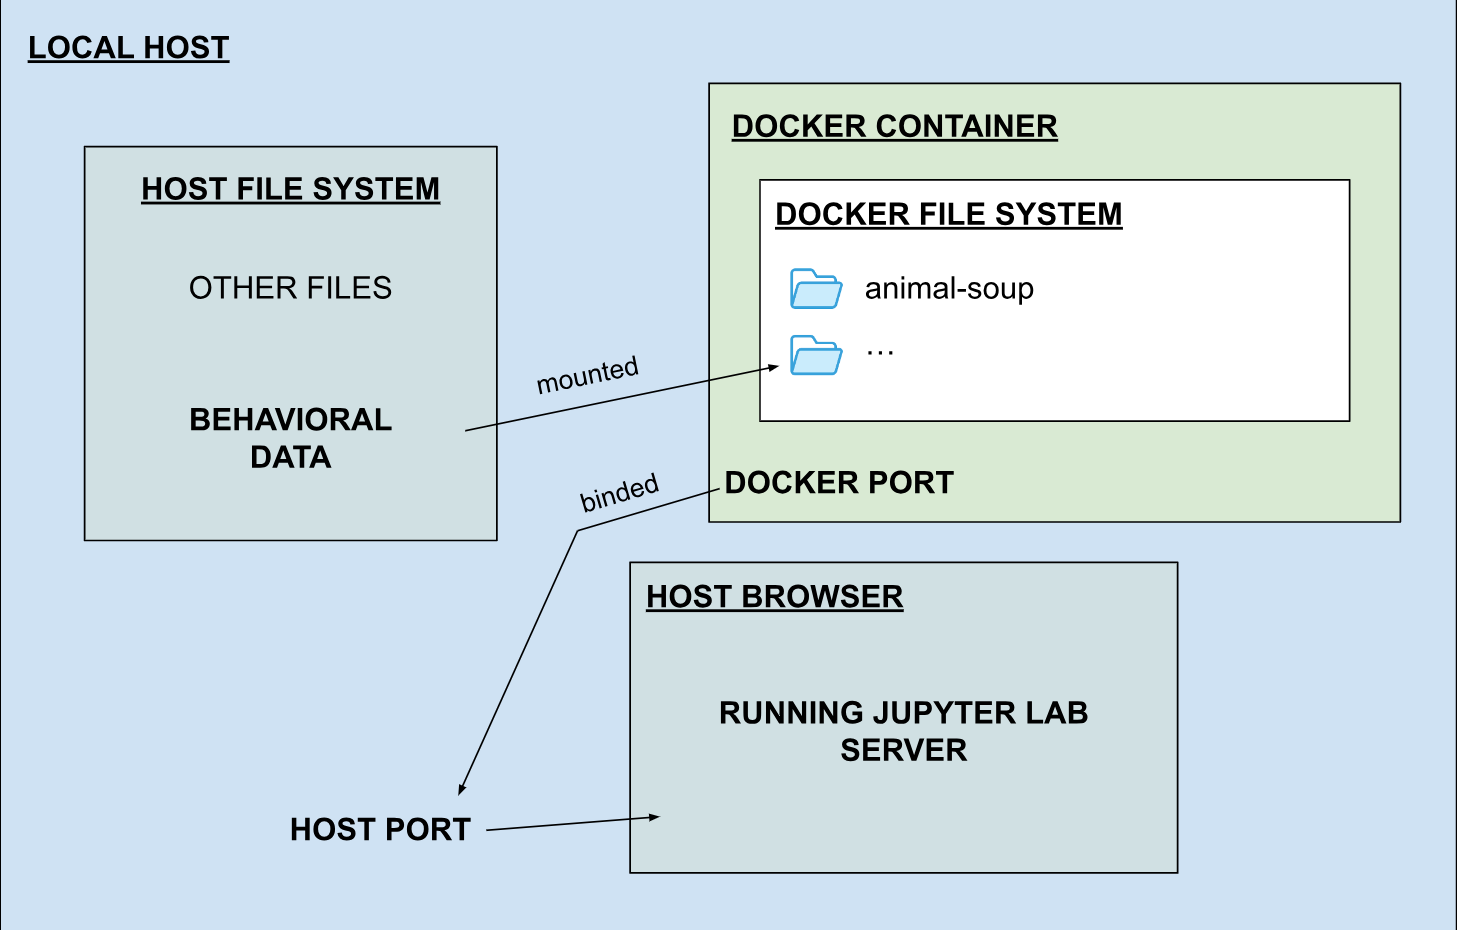 LOCAL HOST
DOCKER CONTAINER
HOST FILE SYSTEM
DOCKER FILE SYSTEM
OTHER FILES
animal-soup
...
mounted
BEHAVIORAL
DATA
binded
DOCKER PORT
HOST BROWSER
RUNNING JUPYTER LAB
SERVER
HOST PORT